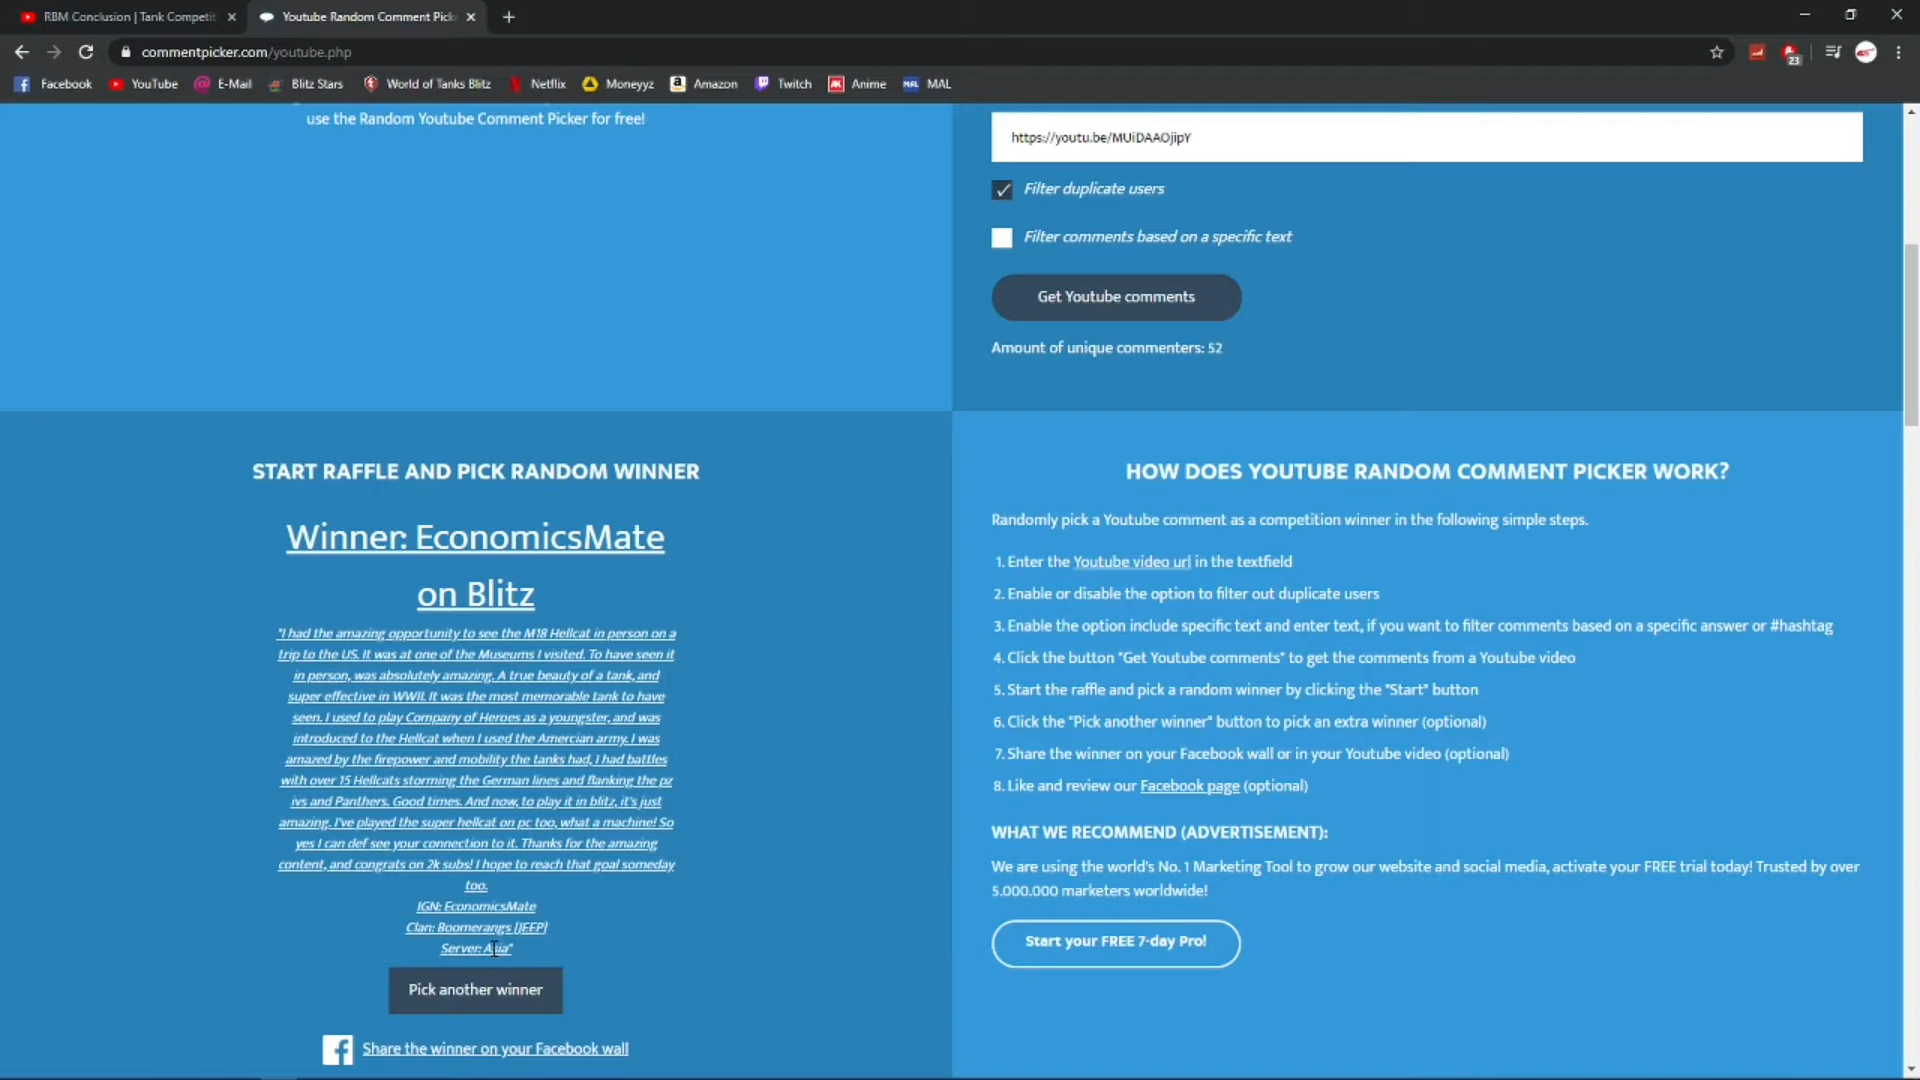 RBM Conclusion | Tank Competit
Youtube Random Comment Pick
commentpicker.com/youtube.php
23
Facebook
YouTube
E-Mail
Blitz Stars
World of Tanks Blitz
Netflix
Moneyyz
Amazon
Twitch
Anime
MAL
use the Random Youtube Comment Picker for free!
https://youtu.be/MUiDAAOjipY
Filter duplicate users
Filter comments based on a specific text
Get Youtube comments
Amount of unique commenters: 52
START RAFFLE AND PICK RANDOM WINNER
Winner: EconomicsMate
on Blitz
"I had the amazing opportunity to see the M18 Hellcat in person on a
trip to the US. It was at one of the Museums I visited. To have seen it
in person, was absolutely amazing. A true beauty of a tank, and
super effective in WWII. It was the most memorable tank to have
seen. I used to play Company of Heroes as a youngster, and was
introduced to the Hellcat when I used the Amercian army. I was
amazed by the firepower and mobility the tanks had, I had battles
with over 15 Hellcats storming the German lines and flanking the pz
ivs and Panthers. Good times. And now, to play it in blitz, it's just
amazing. I've played the super hellcat on pc too, what a machine! So
yes I can def see your connection to it. Thanks for the amazing
content, and congrats on 2k subs! I hope to reach that goal someday
too.
IGN: EconomicsMate
Clan: Boomerangs [JEEP]
Server: Asia"
Pick another winner
Share the winner on your Facebook wall
HOW DOES YOUTUBE RANDOM COMMENT PICKER WORK?
Randomly pick a Youtube comment as a competition winner in the following simple steps.
1. Enter the Youtube video url in the textfield
2. Enable or disable the option to filter out duplicate users
3. Enable the option include specific text and enter text, if you want to filter comments based on a specific answer or #hashtag
4. Click the button "Get Youtube comments" to get the comments from a Youtube video
5. Start the raffle and pick a random winner by clicking the "Start" button
6. Click the "Pick another winner" button to pick an extra winner (optional)
7. Share the winner on your Facebook wall or in your Youtube video (optional)
8. Like and review our Facebook page (optional)
WHAT WE RECOMMEND (ADVERTISEMENT):
We are using the world's No. 1 Marketing Tool to grow our website and social media, activate your FREE trial today! Trusted by over
5.000.000 marketers worldwide!
Start your FREE 7-day Pro!